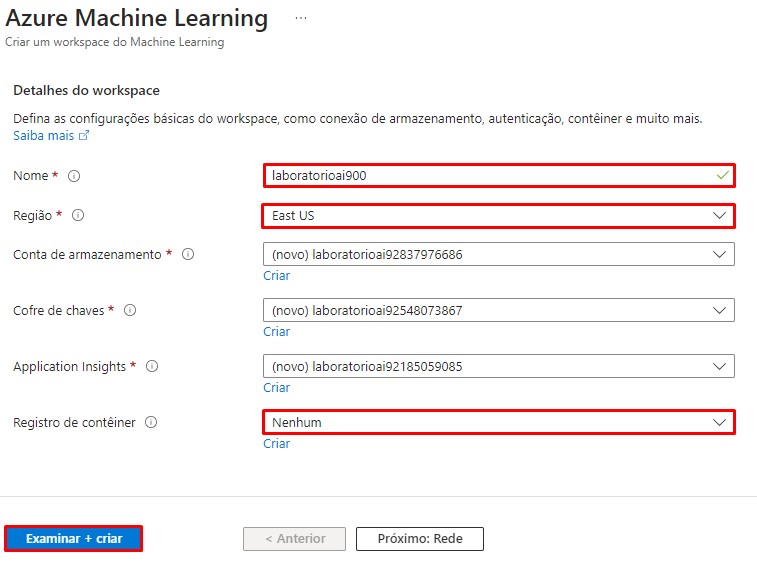 Azure Machine Learning ...
Criar um workspace do Machine Learning
Detalhes do workspace
Defina as configurações básicas do workspace, como conexão de armazenamento, autenticação, contêiner e muito mais.
Saiba mais
Nome * laboratorioai900
Região * East US
Conta de armazenamento * (novo) laboratorioai92837976686
Criar
Cofre de chaves * (novo) laboratorioai92548073867
Criar
Application Insights * (novo) laboratorioai92185059085
Criar
Registro de contêiner Nenhum
Criar
Examinar + criar < Anterior Próximo: Rede